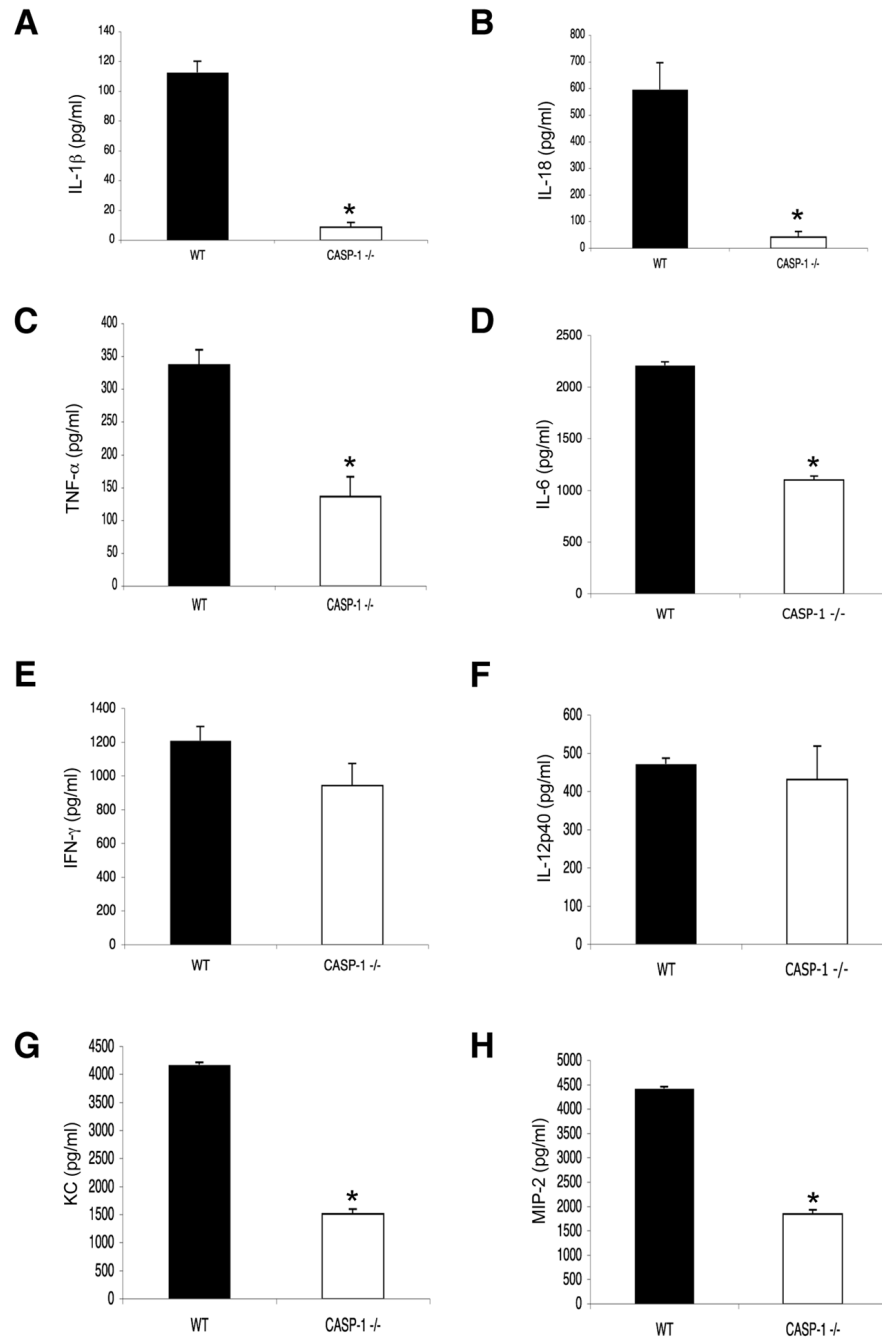 A
IL-1β (pg/ml)
140
120
100
80
60
40
20
0
*
WT
CASP-1 -/-
B
IL-18 (pg/ml)
800
700
600
500
400
300
200
100
0
*
WT
CASP-1 -/-
C
TNF-α (pg/ml)
400
350
300
250
200
150
100
50
0
*
WT
CASP-1 -/-
D
IL-6 (pg/ml)
2500
2000
1500
1000
500
0
*
WT
CASP-1 -/-
E
IFN-γ (pg/ml)
1400
1200
1000
800
600
400
200
0
WT
CASP-1 -/-
F
IL-12p40 (pg/ml)
600
500
400
300
200
100
0
WT
CASP-1 -/-
G
KC (pg/ml)
4500
4000
3500
3000
2500
2000
1500
1000
500
0
*
WT
CASP-1 -/-
H
MIP-2 (pg/ml)
5000
4500
4000
3500
3000
2500
2000
1500
1000
500
0
*
WT
CASP-1 -/-